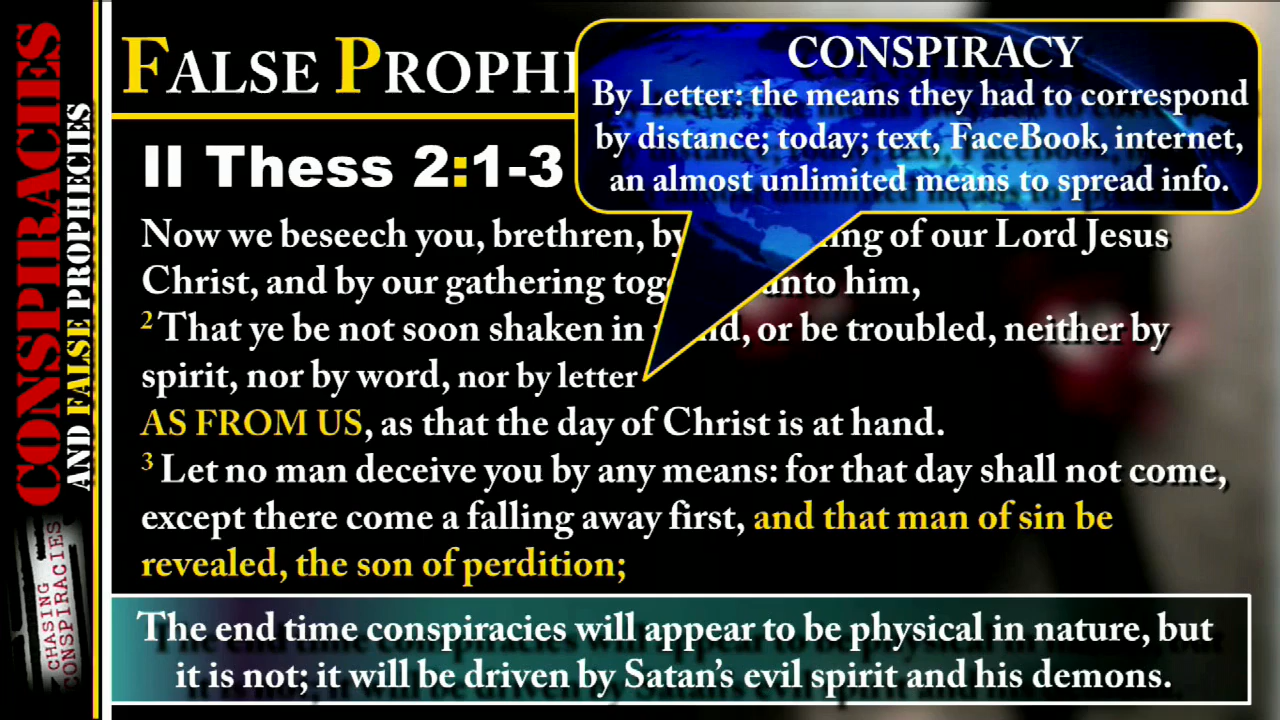 CONSPIRACIES
AND FALSE PROPHECIES
CHASING
CONSPIRACIES
FALSE PROPHE
CONSPIRACY
By Letter: the means they had to correspond
by distance; today; text, FaceBook, internet,
an almost unlimited means to spread info.
II Thess 2:1-3
Now we beseech you, brethren, by ing of our Lord Jesus
Christ, and by our gathering tog unto him,
2 That ye be not soon shaken in nd, or be troubled, neither by
spirit, nor by word, nor by letter
AS FROM US, as that the day of Christ is at hand.
3 Let no man deceive you by any means: for that day shall not come,
except there come a falling away first, and that man of sin be
revealed, the son of perdition;
The end time conspiracies will appear to be physical in nature, but
it is not; it will be driven by Satan's evil spirit and his demons.